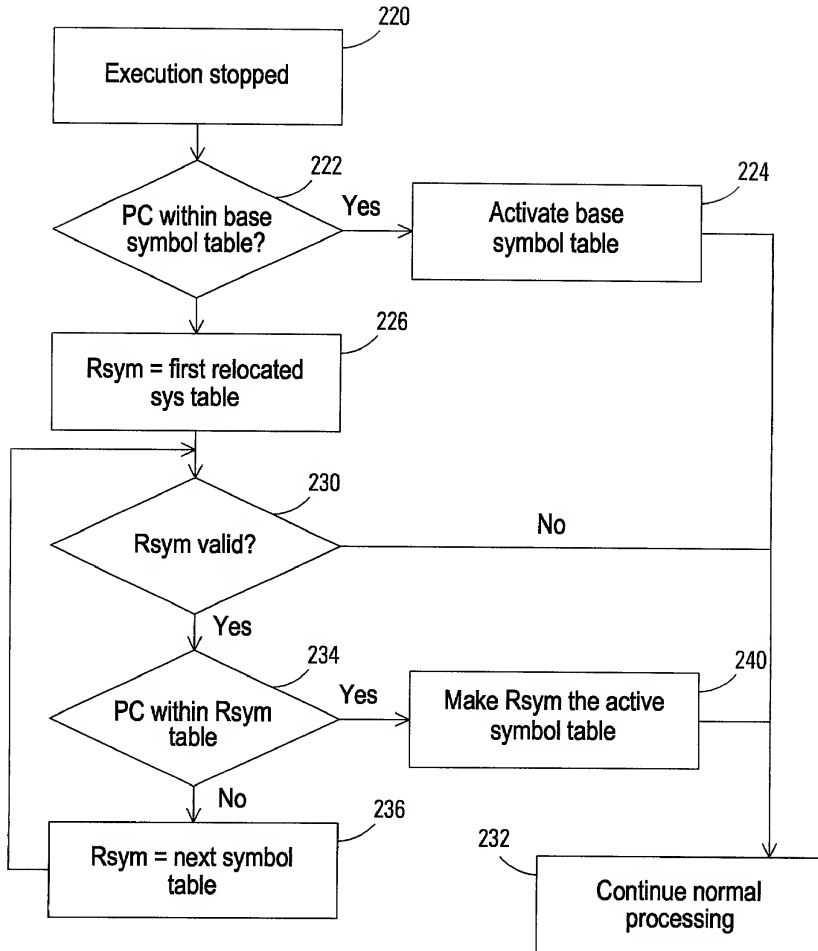 220
Execution stopped
222
PC within base
symbol table?
Yes
224
Activate base
symbol table
226
Rsym = first relocated
sys table
230
Rsym valid?
No
Yes
234
PC within Rsym
table
Yes
240
Make Rsym the active
symbol table
No
236
Rsym = next symbol
table
232
Continue normal
processing